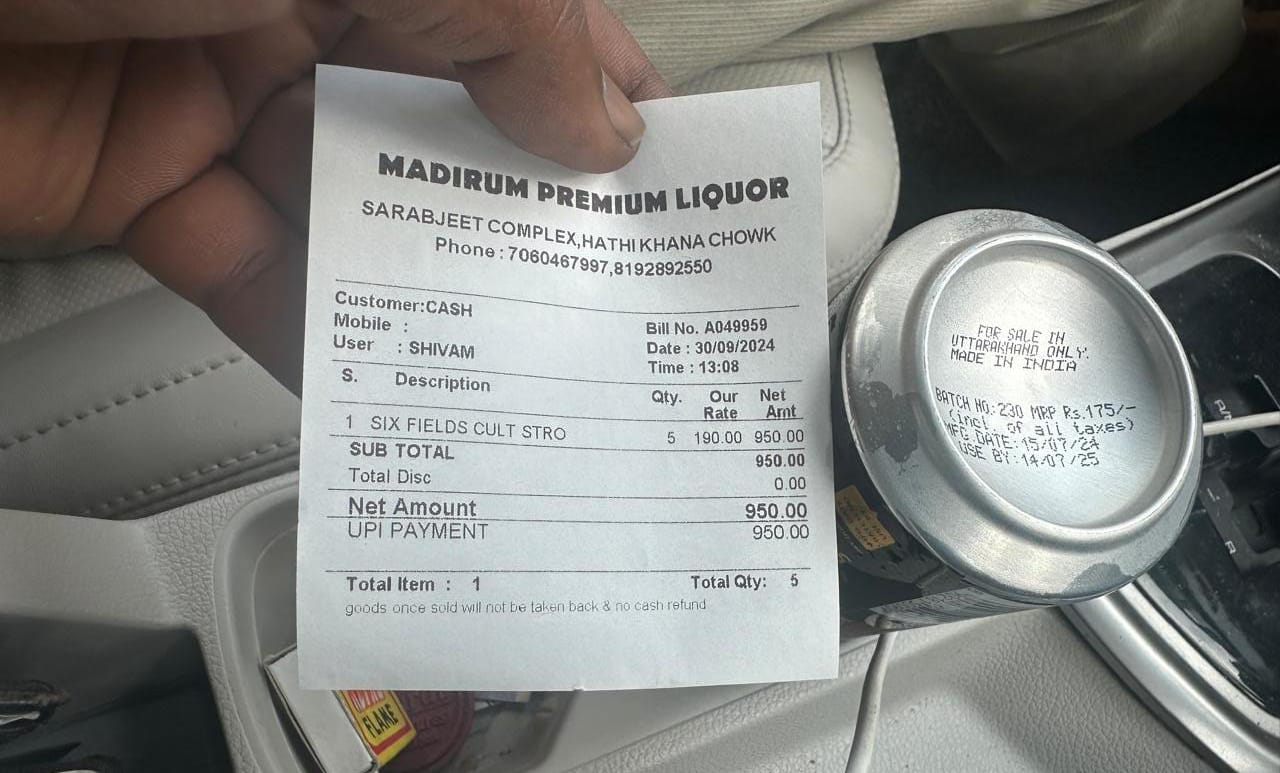 MADIRUM PREMIUM LIQUOR
SARABJEET COMPLEX,HATHI KHANA CHOWK
Phone : 7060467997,8192892550
Customer:CASH
Mobile :
User : SHIVAM
Bill No. A049959
Date : 30/09/2024
Time : 13:08
S. Description Qty. Our Rate Net Amt
1 SIX FIELDS CULT STRO 5 190.00 950.00
SUB TOTAL 950.00
Total Disc 0.00
Net Amount 950.00
UPI PAYMENT 950.00
Total Item : 1 Total Qty: 5
goods once sold will not be taken back & no cash refund
FOR SALE IN
UTTARAKHAND ONLY.
MADE IN INDIA
BATCH NO:230 MRP Rs.175/-
(incl. of all taxes)
MFG DATE:15/07/24
USE BY:14/07/25
FLAME